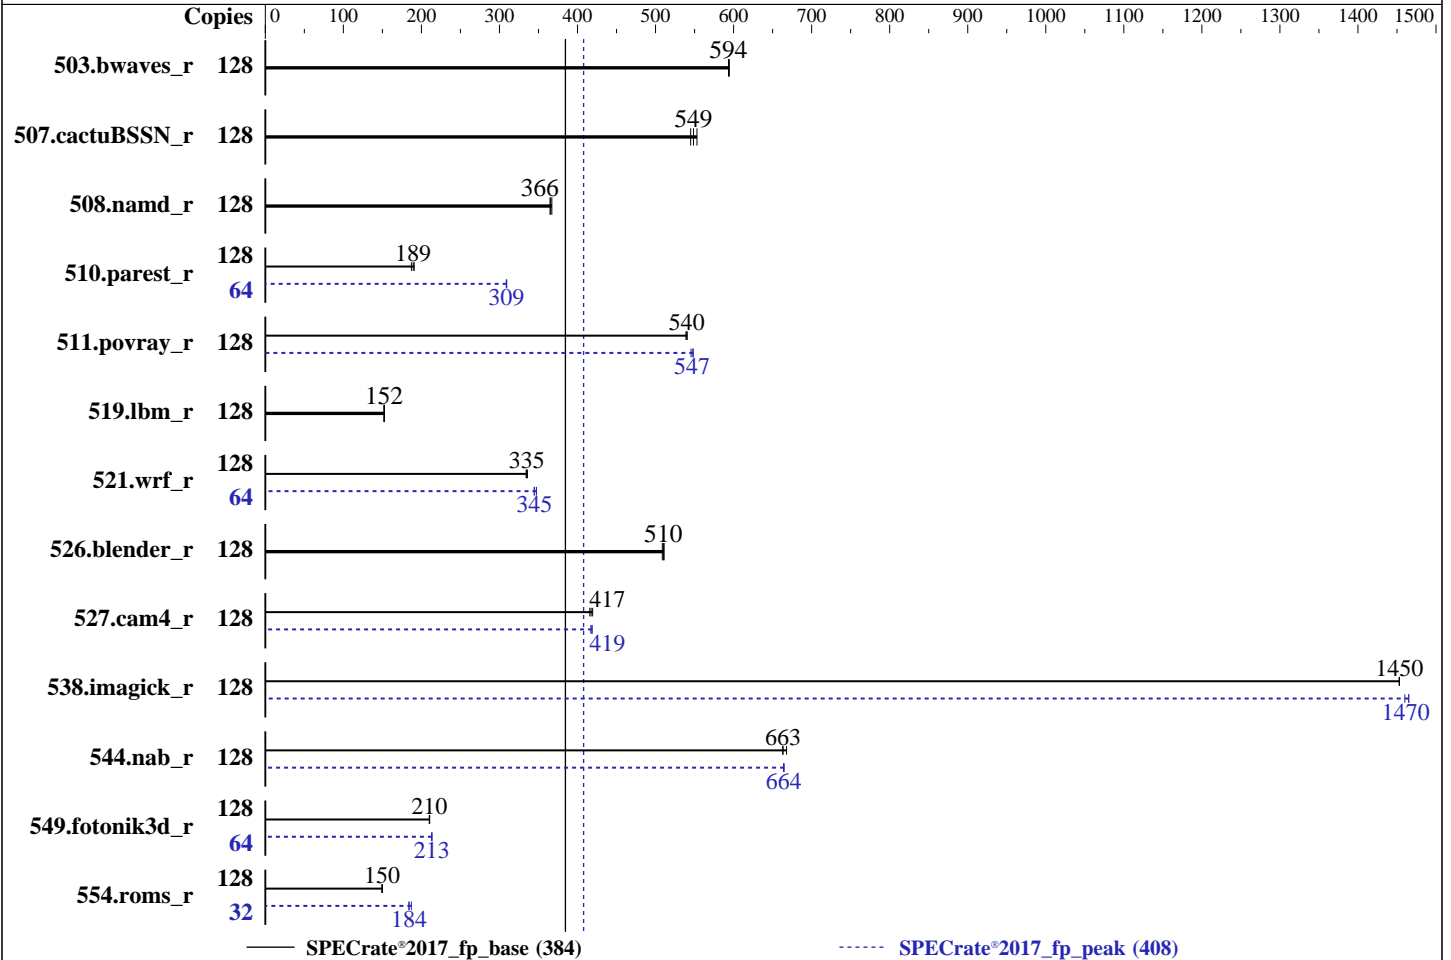 Copies 0 100 200 300 400 500 600 700 800 900 1000 1100 1200 1300 1400 1500
594
503.bwaves_r 128
549
507.cactuBSSN_r 128
366
508.namd_r 128
128 189
510.parest_r
64 309
540
511.povray_r 128
547
152
519.lbm_r 128
128 335
521.wrf_r
64 345
510
526.blender_r 128
417
527.cam4_r 128
419
1450
538.imagick_r 128
1470
663
544.nab_r 128
664
128 210
549.fotonik3d_r
64 213
128 150
554.roms_r
32 184
SPECrate®2017_fp_base (384) SPECrate®2017_fp_peak (408)